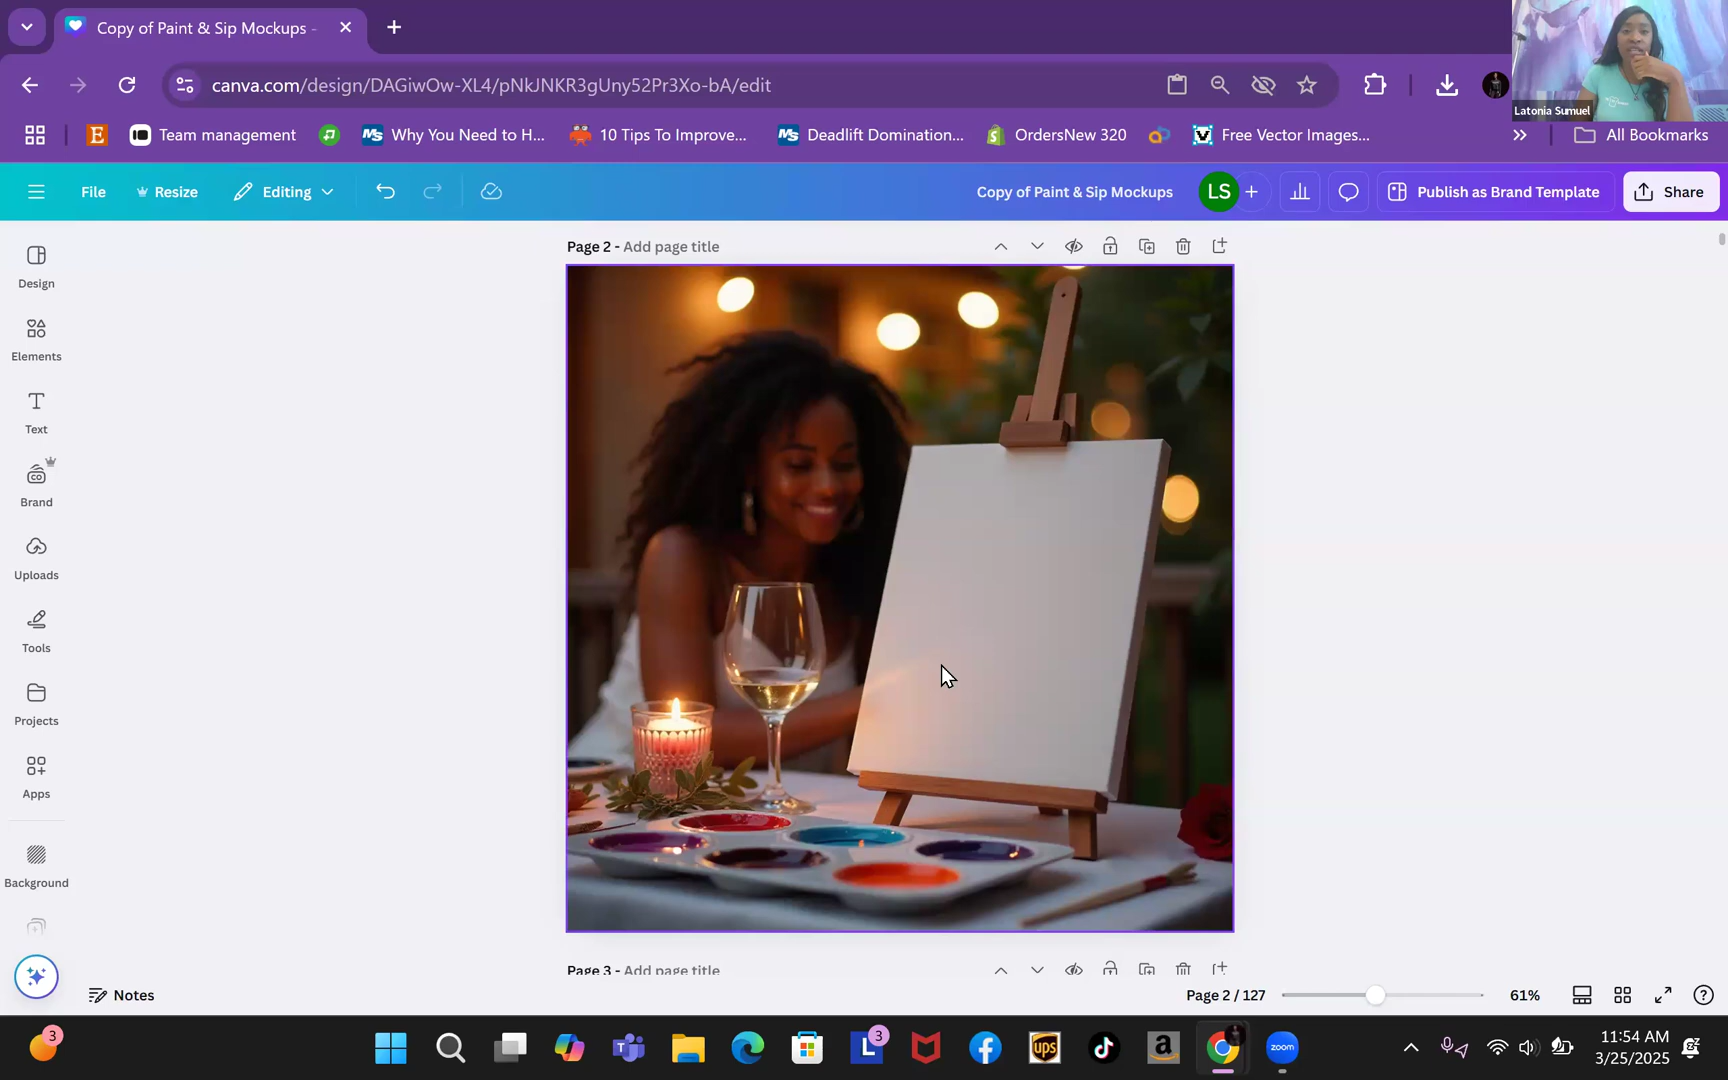 Copy of Paint & Sip Mockups -
canva.com/design/DAGiwOw-XL4/pNkJNKR3gUny52Pr3Xo-bA/edit
Latonia Sumuel
Team management
Why You Need to H...
10 Tips To Improve...
Deadlift Domination...
OrdersNew 320
Free Vector Images...
All Bookmarks
File
Resize
Editing
Copy of Paint & Sip Mockups
LS
Publish as Brand Template
Share
Page 2 - Add page title
Design
Elements
Text
Brand
Uploads
Tools
Projects
Apps
Background
Page 3 - Add page title
Notes
Page 2 / 127
61%
3
3
ups
zoom
11:54 AM
3/25/2025